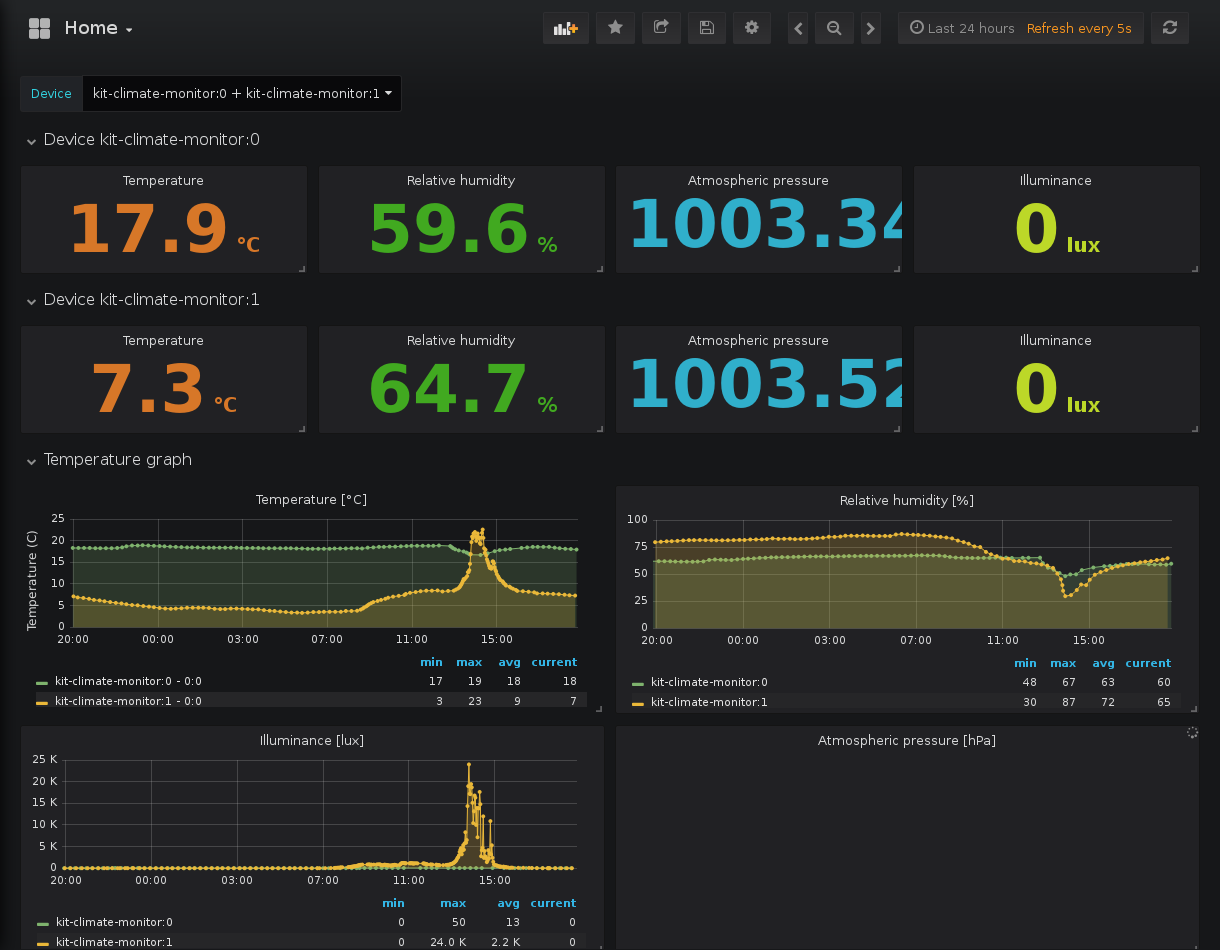 Home
Last 24 hours Refresh every 5s
Device kit-climate-monitor:0 + kit-climate-monitor:1
Device kit-climate-monitor:0
Temperature Relative humidity Atmospheric pressure Illuminance
17.9 °C 59.6 % 1003.34 0 lux
Device kit-climate-monitor:1
Temperature Relative humidity Atmospheric pressure Illuminance
7.3 °C 64.7 % 1003.52 0 lux
Temperature graph
Temperature [°C]
Temperature (C)
25
20
15
10
5
0
20:00 00:00 03:00 07:00 11:00 15:00
min max avg current
kit-climate-monitor:0 - 0:0 17 19 18 18
kit-climate-monitor:1 - 0:0 3 23 9 7
Relative humidity [%]
100
75
50
25
0
20:00 00:00 03:00 07:00 11:00 15:00
min max avg current
kit-climate-monitor:0 48 67 63 60
kit-climate-monitor:1 30 87 72 65
Illuminance [lux]
25 K
20 K
15 K
10 K
5 K
0
20:00 00:00 03:00 07:00 11:00 15:00
min max avg current
kit-climate-monitor:0 0 50 13 0
kit-climate-monitor:1 0 24.0 K 2.2 K 0
Atmospheric pressure [hPa]